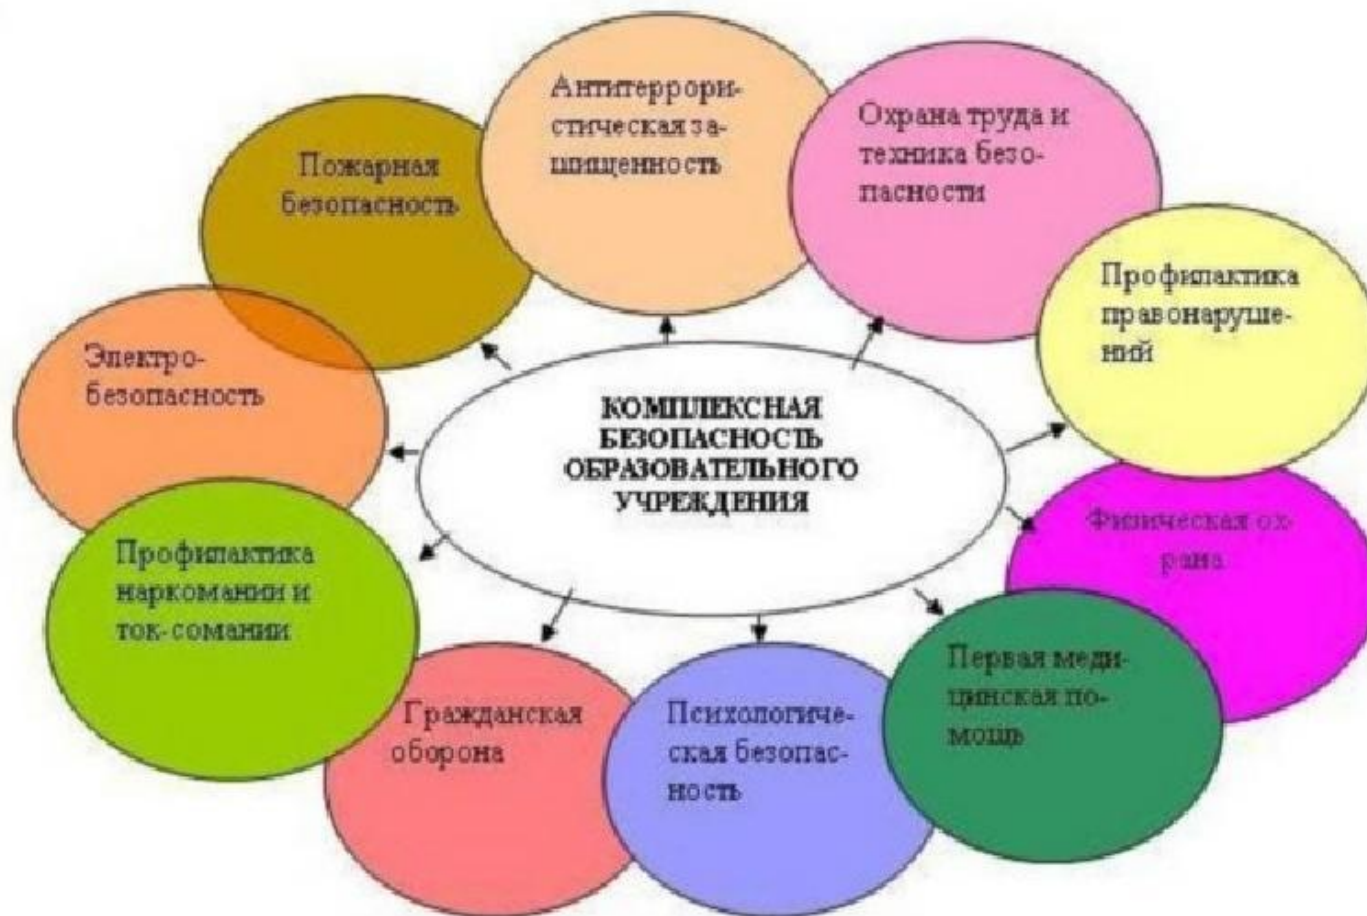 Антитеррори-
стическая за-
щищенность
Охрана труда и
техника безо-
пасности
Пожарная
безопасность
Профилактика
правонаруше-
ний
Электро-
безопасность
КОМПЛЕКСНАЯ
БЕЗОПАСНОСТЬ
ОБРАЗОВАТЕЛЬНОГО
УЧРЕЖДЕНИЯ
Физическая ох-
рана
Профилактика
наркомании и
ток-сомании
Первая меди-
цинская по-
мощь
Гражданская
оборона
Психологиче-
ская безопас-
ность